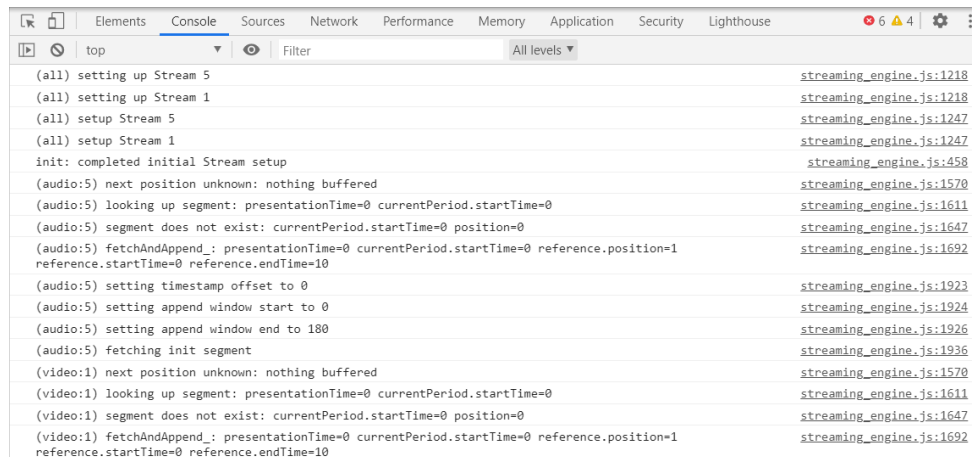 Elements Console Sources Network Performance Memory Application Security Lighthouse 6 4
top Filter All levels
(all) setting up Stream 5 streaming_engine.js:1218
(all) setting up Stream 1 streaming_engine.js:1218
(all) setup Stream 5 streaming_engine.js:1247
(all) setup Stream 1 streaming_engine.js:1247
init: completed initial Stream setup streaming_engine.js:458
(audio:5) next position unknown: nothing buffered streaming_engine.js:1570
(audio:5) looking up segment: presentationTime=0 currentPeriod.startTime=0 streaming_engine.js:1611
(audio:5) segment does not exist: currentPeriod.startTime=0 position=0 streaming_engine.js:1647
(audio:5) fetchAndAppend_: presentationTime=0 currentPeriod.startTime=0 reference.position=1 streaming_engine.js:1692
reference.startTime=0 reference.endTime=10
(audio:5) setting timestamp offset to 0 streaming_engine.js:1923
(audio:5) setting append window start to 0 streaming_engine.js:1924
(audio:5) setting append window end to 180 streaming_engine.js:1926
(audio:5) fetching init segment streaming_engine.js:1936
(video:1) next position unknown: nothing buffered streaming_engine.js:1570
(video:1) looking up segment: presentationTime=0 currentPeriod.startTime=0 streaming_engine.js:1611
(video:1) segment does not exist: currentPeriod.startTime=0 position=0 streaming_engine.js:1647
(video:1) fetchAndAppend_: presentationTime=0 currentPeriod.startTime=0 reference.position=1 streaming_engine.js:1692
reference.startTime=0 reference.endTime=10